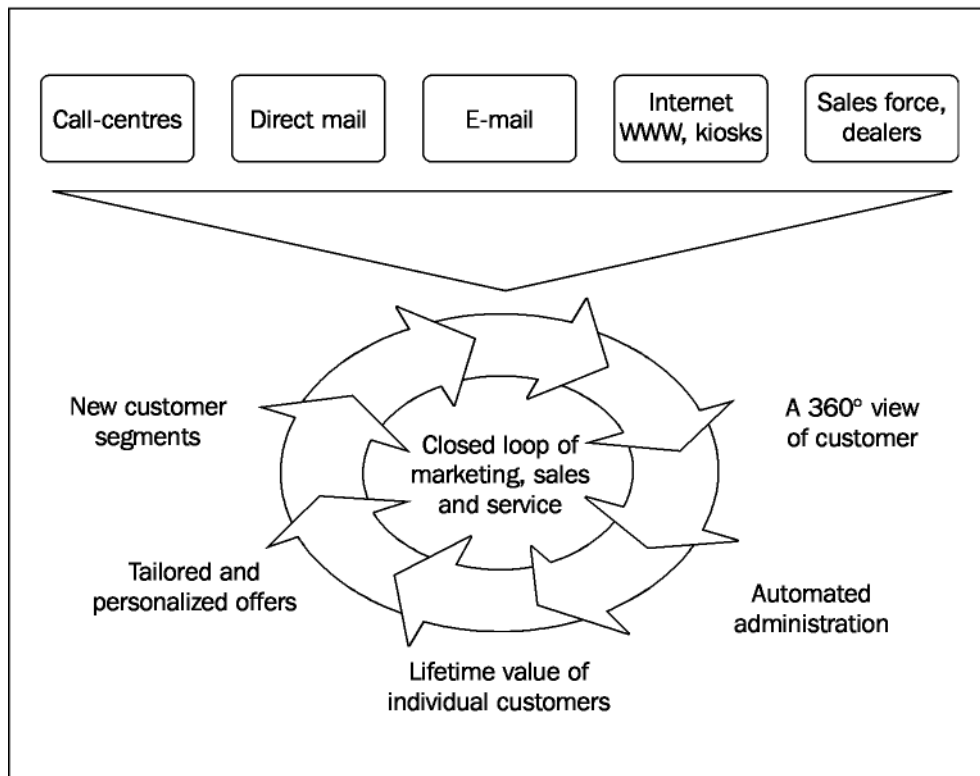 Call-centres
Direct mail
E-mail
Internet
WWW, kiosks
Sales force,
dealers
New customer
segments
Closed loop of
marketing, sales
and service
A 360° view
of customer
Tailored and
personalized offers
Automated
administration
Lifetime value of
individual customers